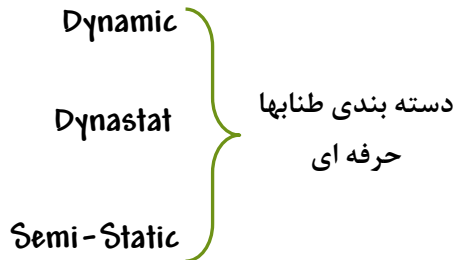 Dynamic
Dynastat
Semi-Static
دسته بندی طنابها
حرفه ای